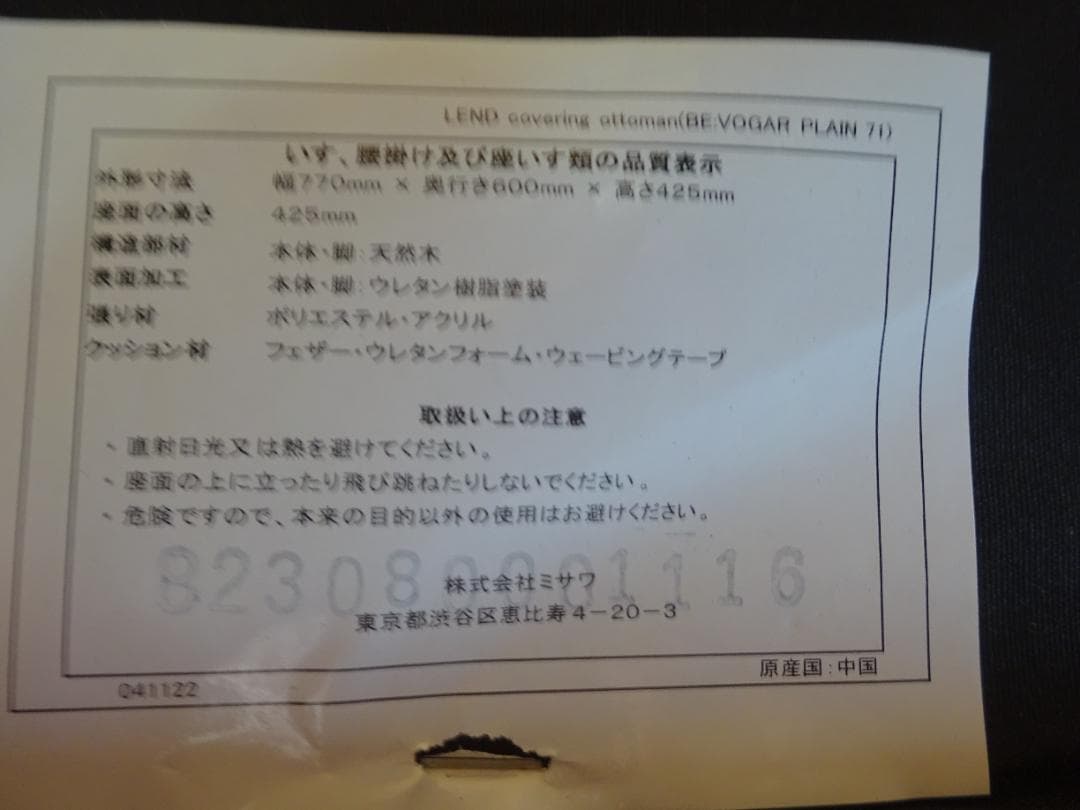 LEND covering ottoman(BE:VOGAR PLAIN 71)
いす、腰掛け及び座いす類の品質表示
外形寸法 幅770mm × 奥行き600mm × 高さ425mm
座面の高さ 425mm
構造部材 本体・脚:天然木
表面加工 本体・脚:ウレタン樹脂塗装
張り材 ポリエステル・アクリル
クッション材 フェザー・ウレタンフォーム・ウェービングテープ
取扱い上の注意
、直射日光又は熱を避けてください。
、座面の上に立ったり飛び跳ねたりしないでください。
、危険ですので、本来の目的以外の使用はお避けください。
株式会社ミサワ
東京都渋谷区恵比寿4-20-3
原産国:中国
Q41122